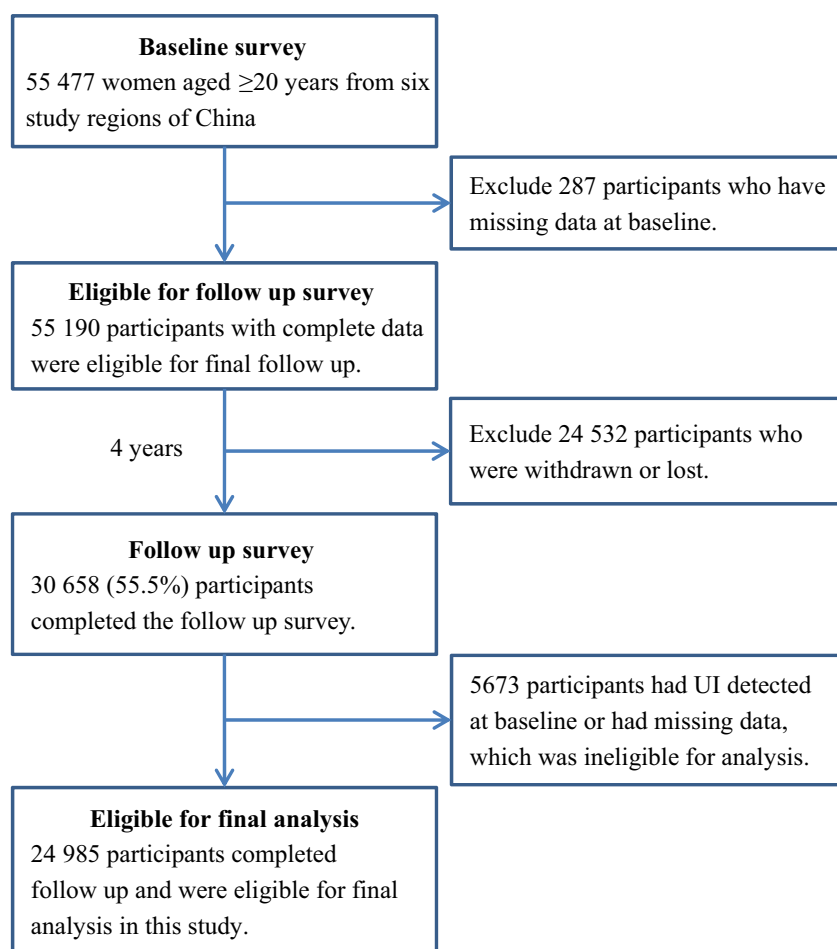 Baseline survey
55 477 women aged ≥20 years from six
study regions of China
Exclude 287 participants who have
missing data at baseline.
Eligible for follow up survey
55 190 participants with complete data
were eligible for final follow up.
4 years
Exclude 24 532 participants who
were withdrawn or lost.
Follow up survey
30 658 (55.5%) participants
completed the follow up survey.
5673 participants had UI detected
at baseline or had missing data,
which was ineligible for analysis.
Eligible for final analysis
24 985 participants completed
follow up and were eligible for final
analysis in this study.